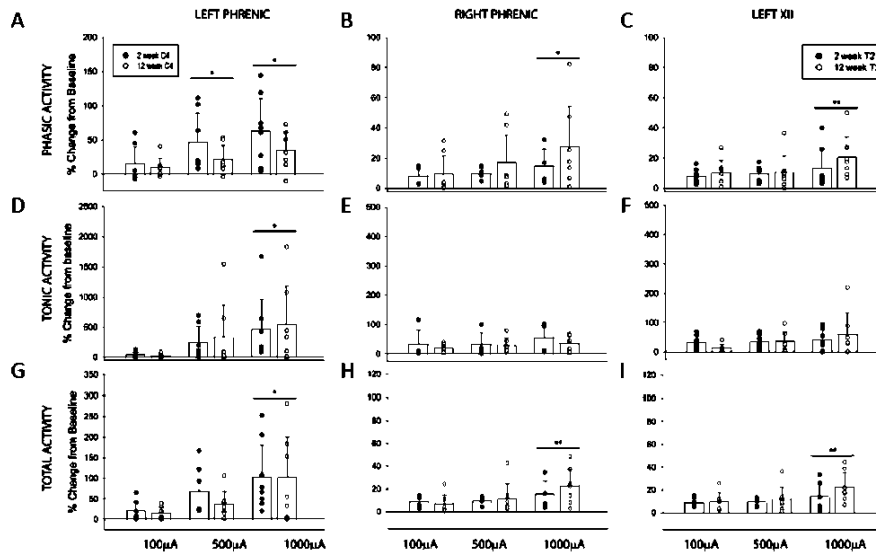 A
LEFT PHRENIC
B
RIGHT PHRENIC
C
LEFT XII
PHASIC ACTIVITY
% Change from Baseline
200
150
100
50
0
2 week C4
12 week C4
*
*
100
80
60
40
20
0
*
100
80
60
40
20
0
2 week T2
12 week T2
**
D
E
F
TONIC ACTIVITY
% Change from baseline
2500
2000
1500
1000
500
0
*
500
400
300
200
100
0
500
400
300
200
100
0
G
H
I
TOTAL ACTIVITY
% Change from Baseline
350
300
250
200
150
100
50
0
*
120
100
80
60
40
20
0
120
100
80
60
40
20
0
100µA
500µA
1000µA
100µA
500µA
1000µA
100µA
500µA
1000µA